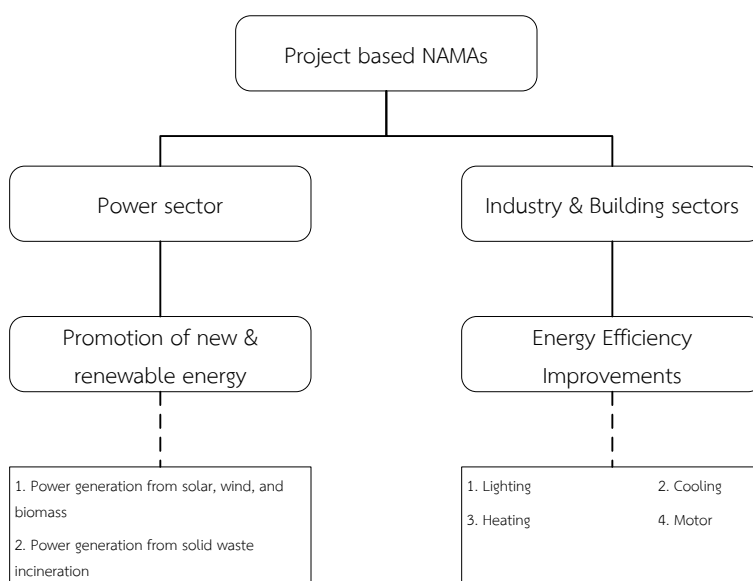 Project based NAMAs
Power sector
Industry & Building sectors
Promotion of new &
renewable energy
Energy Efficiency
Improvements
1. Power generation from solar, wind, and
biomass
2. Power generation from solid waste
incineration
1. Lighting 2. Cooling
3. Heating 4. Motor